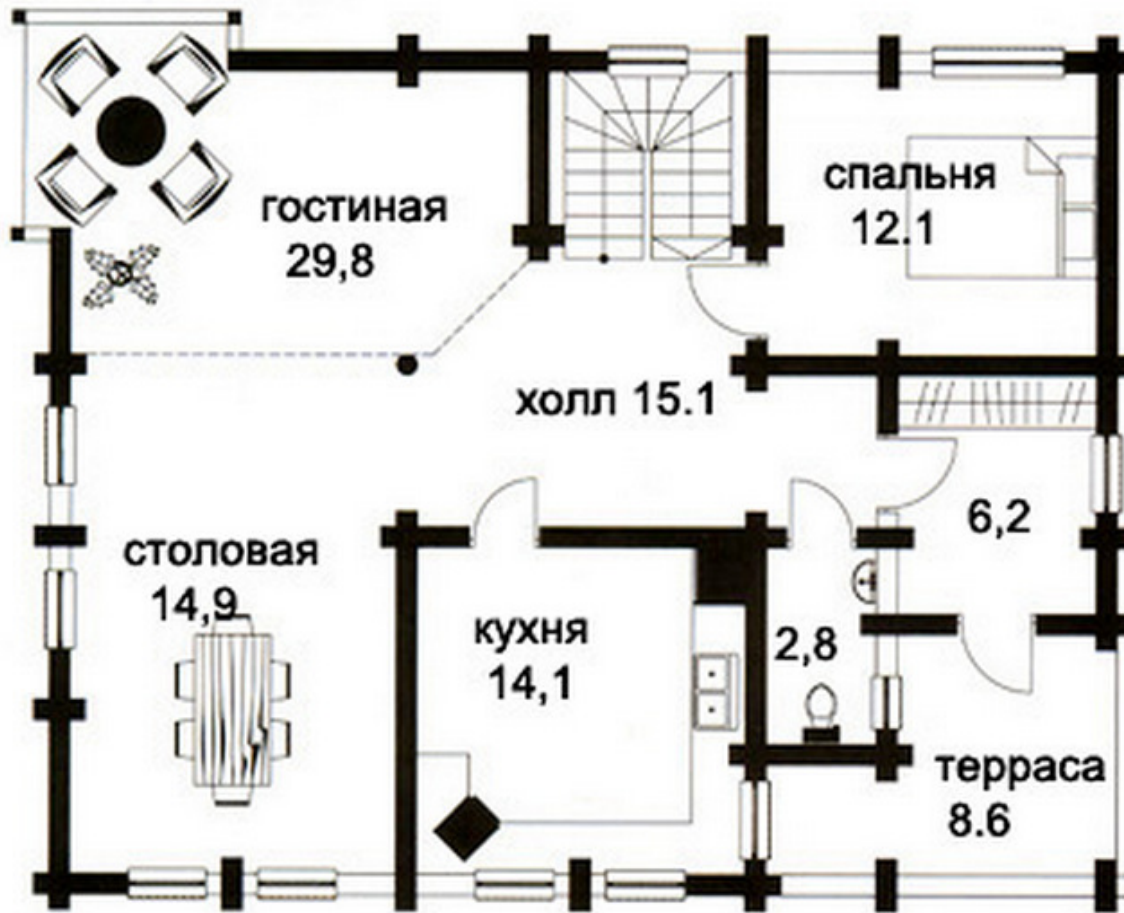 гостиная
29,8
спальня
12.1
холл 15.1
столовая
14,9
кухня
14,1
6,2
2,8
терраса
8.6